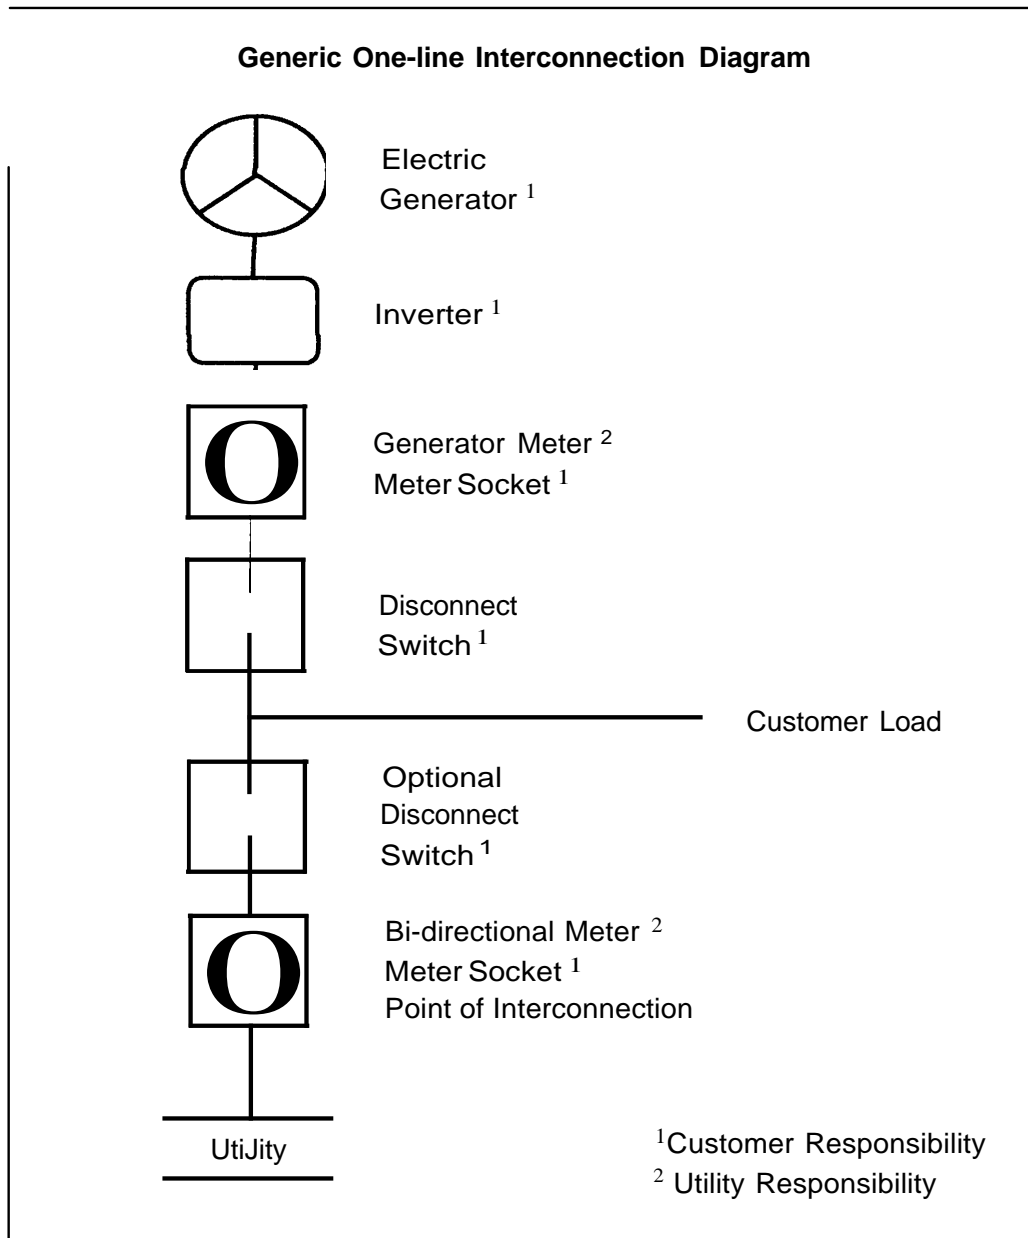 Generic One-line Interconnection Diagram
Electric
Generator ¹
Inverter ¹
O
Generator Meter ²
Meter Socket ¹
Disconnect
Switch ¹
Customer Load
Optional
Disconnect
Switch ¹
O
Bi-directional Meter ²
Meter Socket ¹
Point of Interconnection
UtiJity
¹Customer Responsibility
² Utility Responsibility